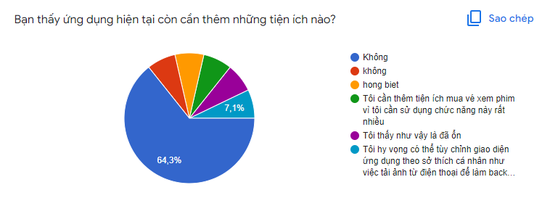 Bạn thấy ứng dụng hiện tại còn cần thêm những tiện ích nào?
Sao chép
Không
không
hong biet
Tôi cần thêm tiện ích mua vé xem phim
vì tôi cần sử dụng chức năng này rất
nhiều
Tôi thấy như vậy là đã ổn
Tôi hy vọng có thể tùy chỉnh giao diện
ứng dụng theo sở thích cá nhân như
việc tải ảnh từ điện thoại để làm back...
7,1%
64,3%